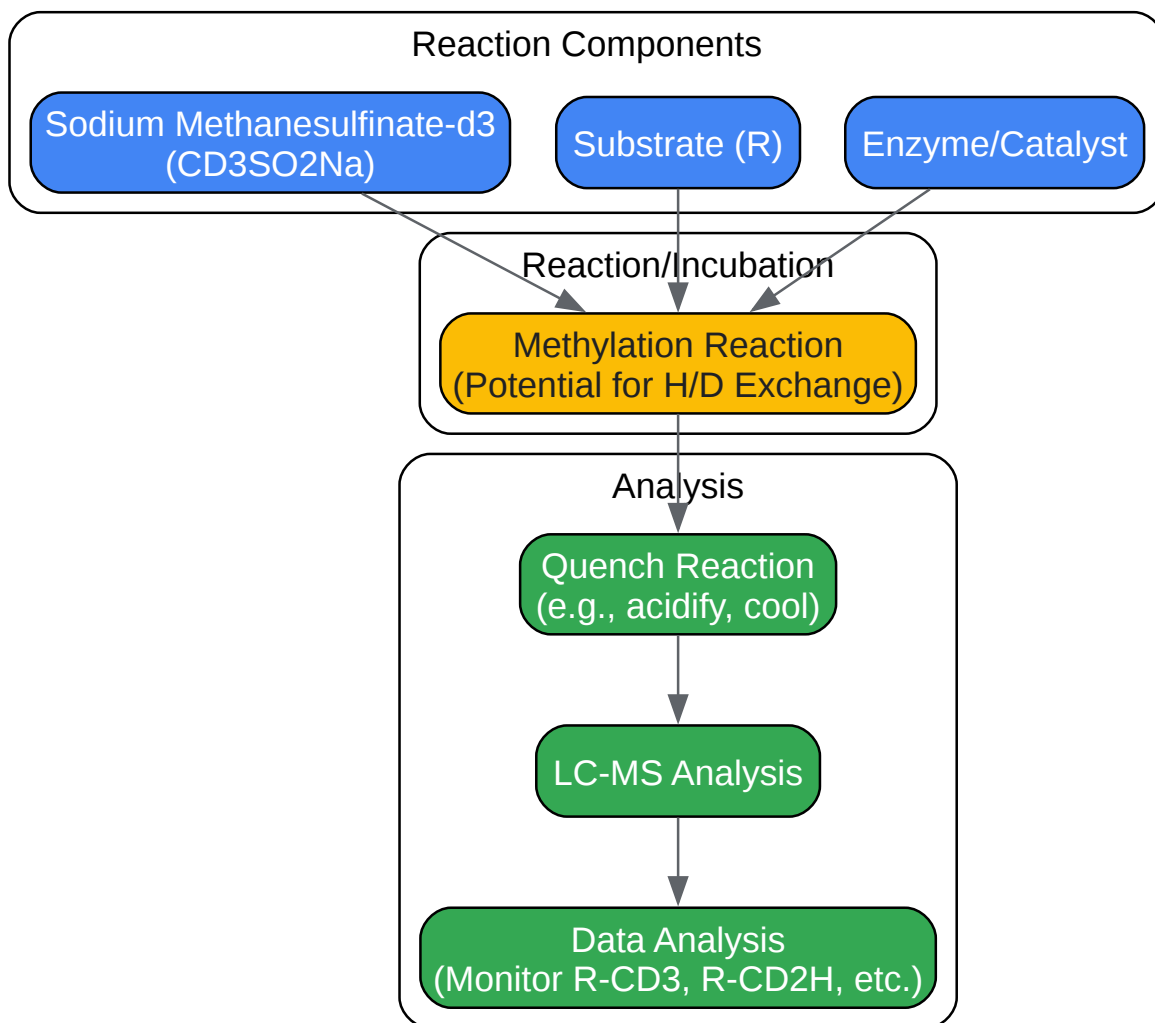 Reaction Components
Sodium Methanesulfinate-d3
(CD3SO2Na)
Substrate (R)
Enzyme/Catalyst
Reaction/Incubation
Methylation Reaction
(Potential for H/D Exchange)
Analysis
Quench Reaction
(e.g., acidify, cool)
LC-MS Analysis
Data Analysis
(Monitor R-CD3, R-CD2H, etc.)